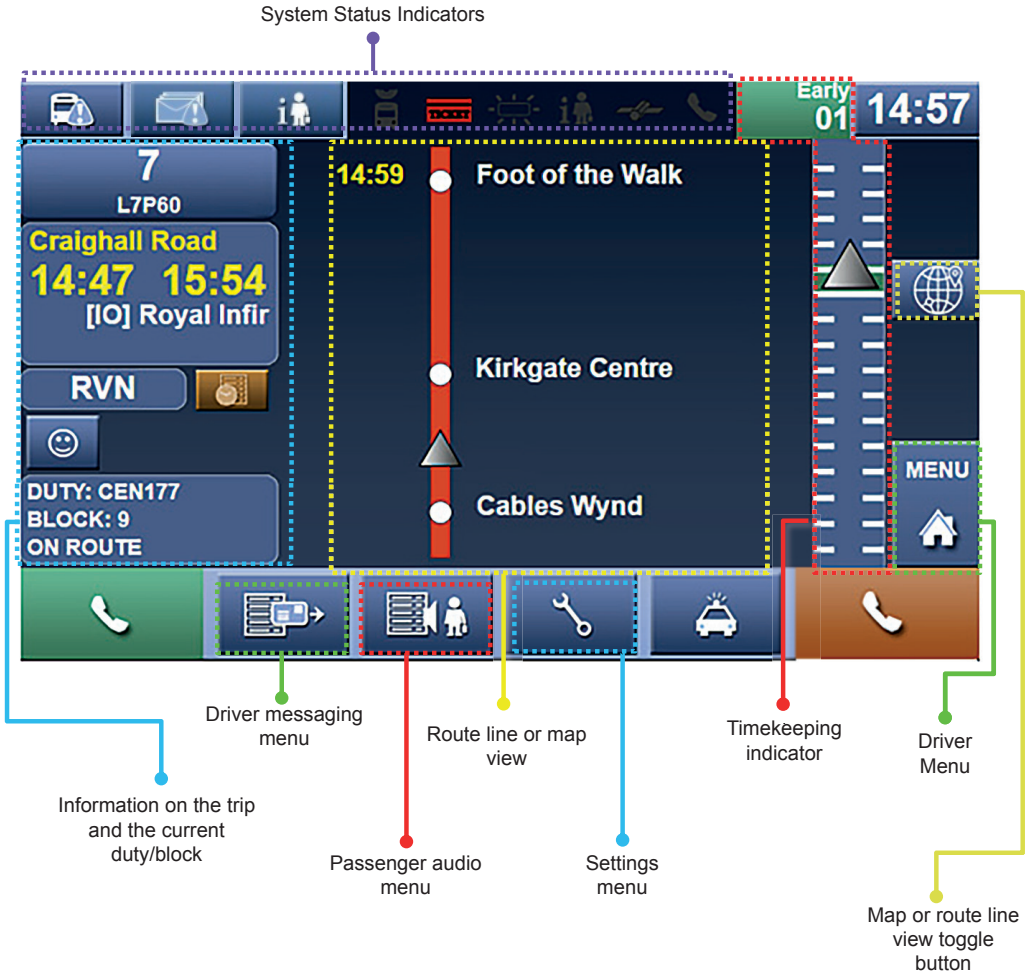 System Status Indicators
Early
01
14:57
7
L7P60
Craighall Road
14:47 15:54
[IO] Royal Infir
RVN
DUTY: CEN177
BLOCK: 9
ON ROUTE
14:59 Foot of the Walk
Kirkgate Centre
Cables Wynd
MENU
Driver messaging
menu
Route line or map
view
Timekeeping
indicator
Driver
Menu
Information on the trip
and the current
duty/block
Passenger audio
menu
Settings
menu
Map or route line
view toggle
button